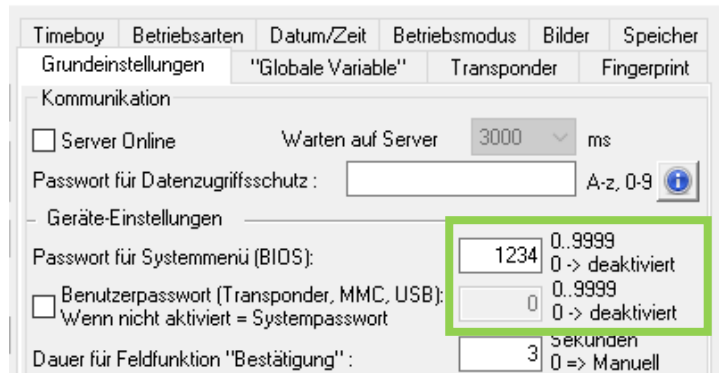 Timeboy Betriebsarten Datum/Zeit Betriebsmodus Bilder Speicher
Grundeinstellungen "Globale Variable" Transponder Fingerprint
Kommunikation
Server Online Warten auf Server 3000 ms
Passwort für Datenzugriffsschutz : A-z, 0-9
Geräte-Einstellungen
Passwort für Systemmenü (BIOS): 1234 0..9999
0 -> deaktiviert
Benutzerpasswort (Transponder, MMC, USB): 0 0..9999
Wenn nicht aktiviert = Systempasswort 0 -> deaktiviert
Dauer für Feldfunktion "Bestätigung" : 3 Sekunden
0 => Manuell